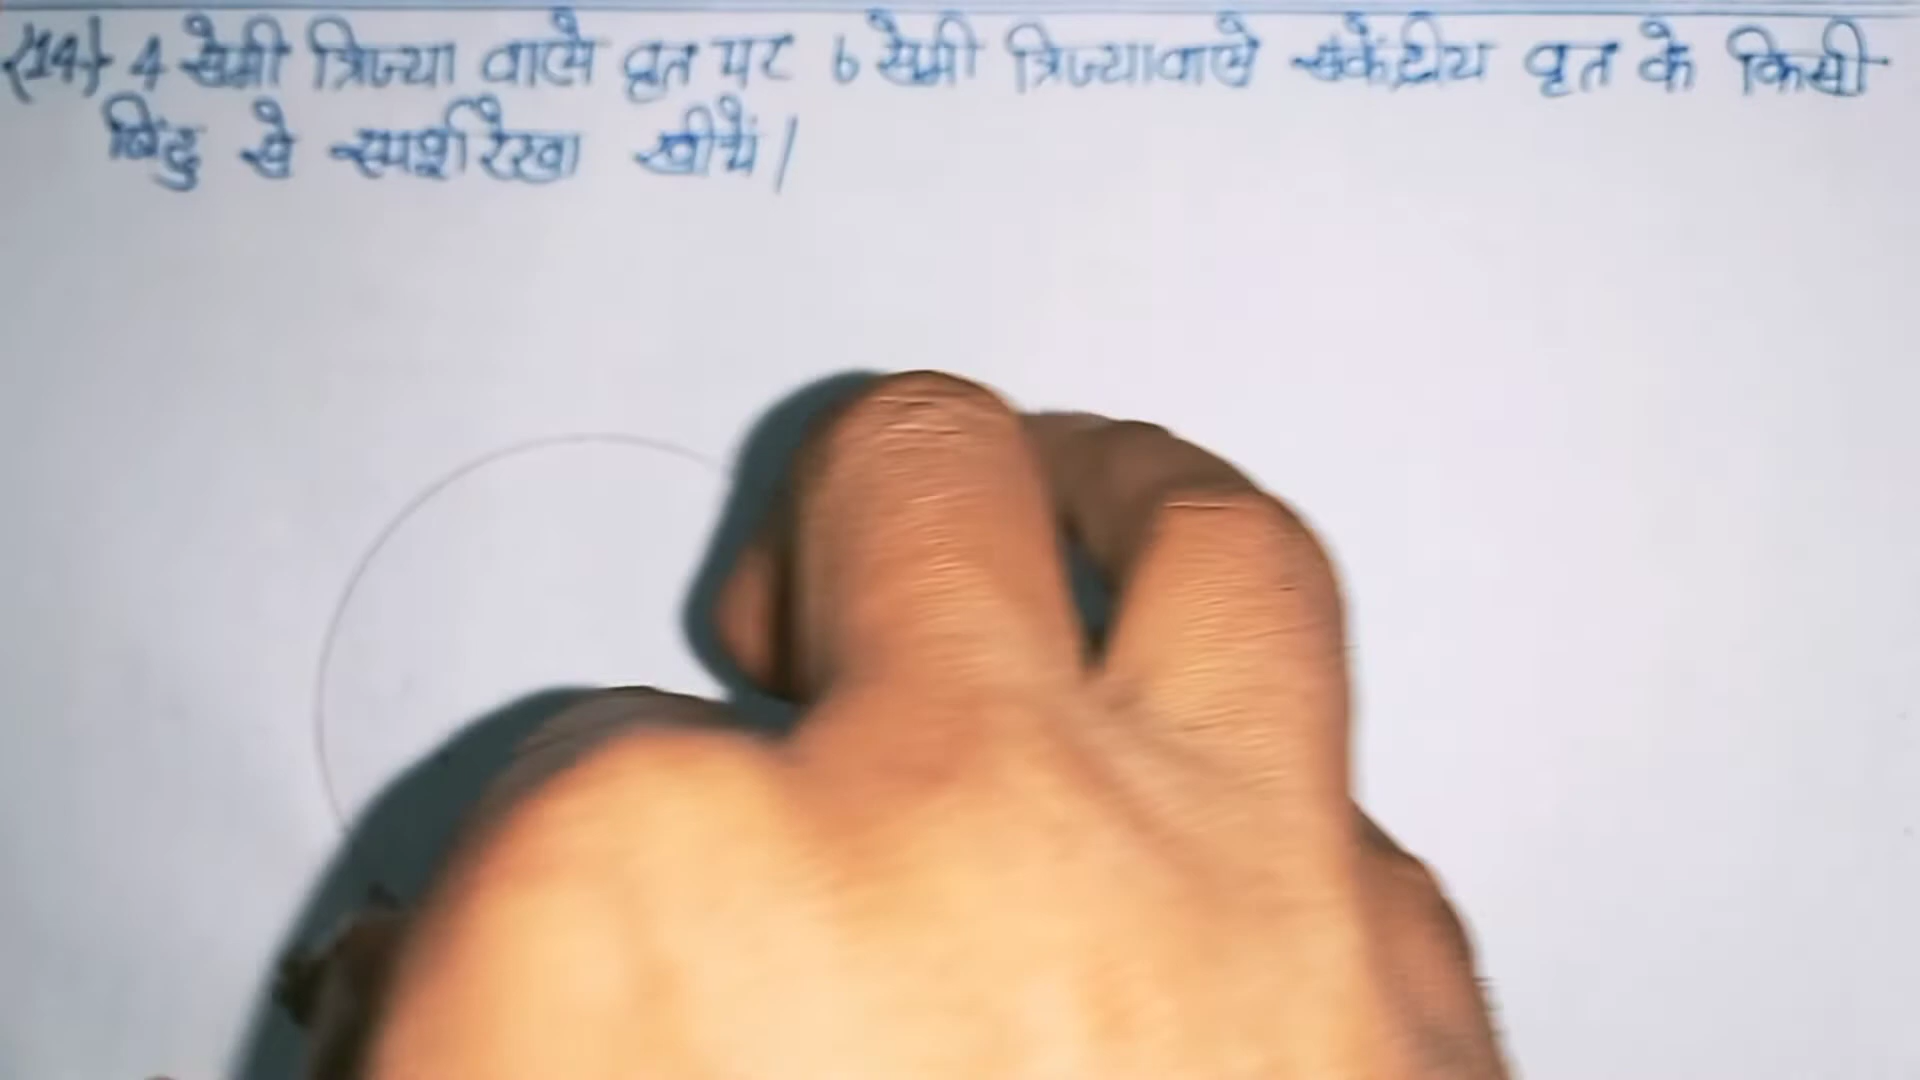 (14) 4 सेमी त्रिज्या वाले वृत पर 6 सेमी त्रिज्यावाले संकेंद्रीय वृत के किसी
बिंदु से स्पर्शरेखा खीचें।